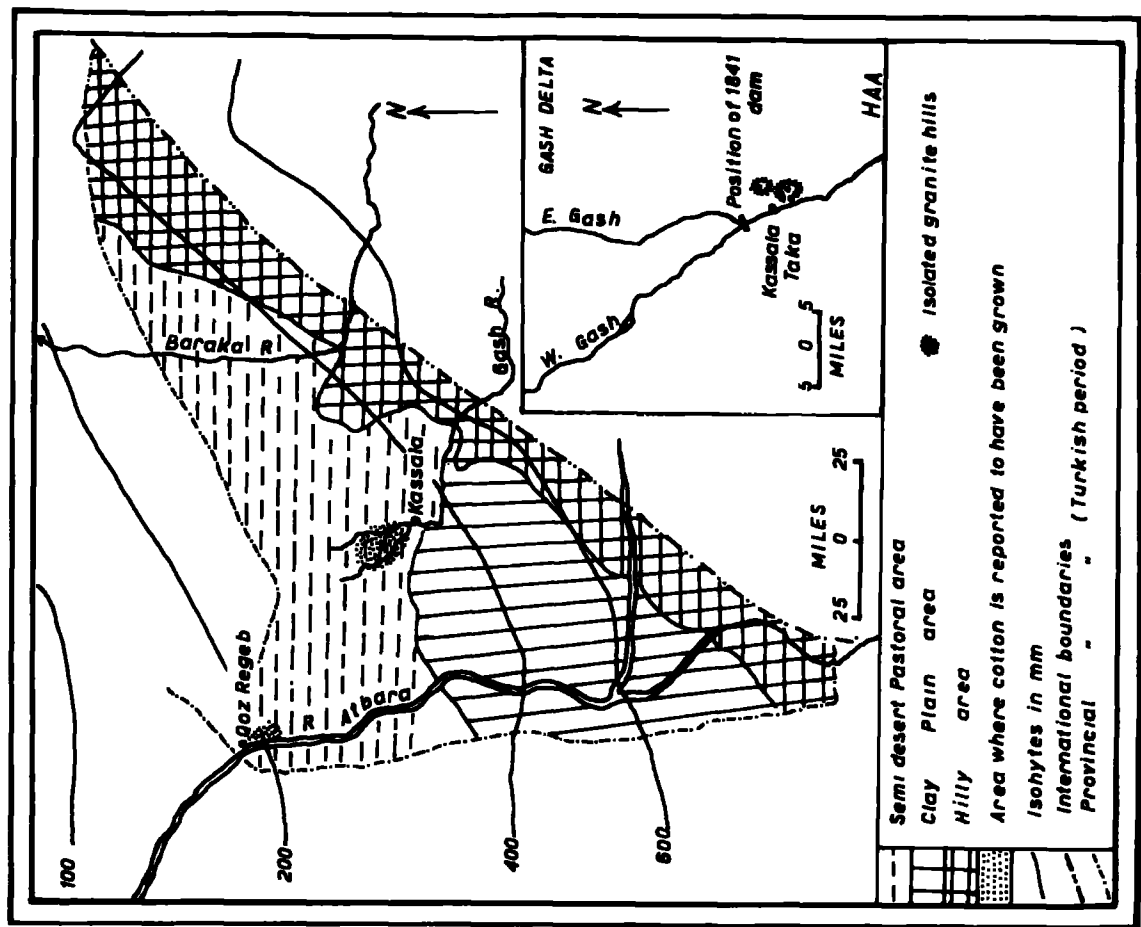 100
200
400
600
Goz Regeb
R Atbara
Baraka R
Kassala
Gash R.
N
MILES
25 0 25
GASH DELTA
N
E. Gash
W. Gash
Position of 1841
dam
Kassala
Taka
5 0 5
MILES
HAA
Semi desert Pastoral area
Clay Plain area
Isolated granite hills
Hilly area
Area where cotton is reported to have been grown
Isohytes in mm
International boundaries
Provincial " " (Turkish period)